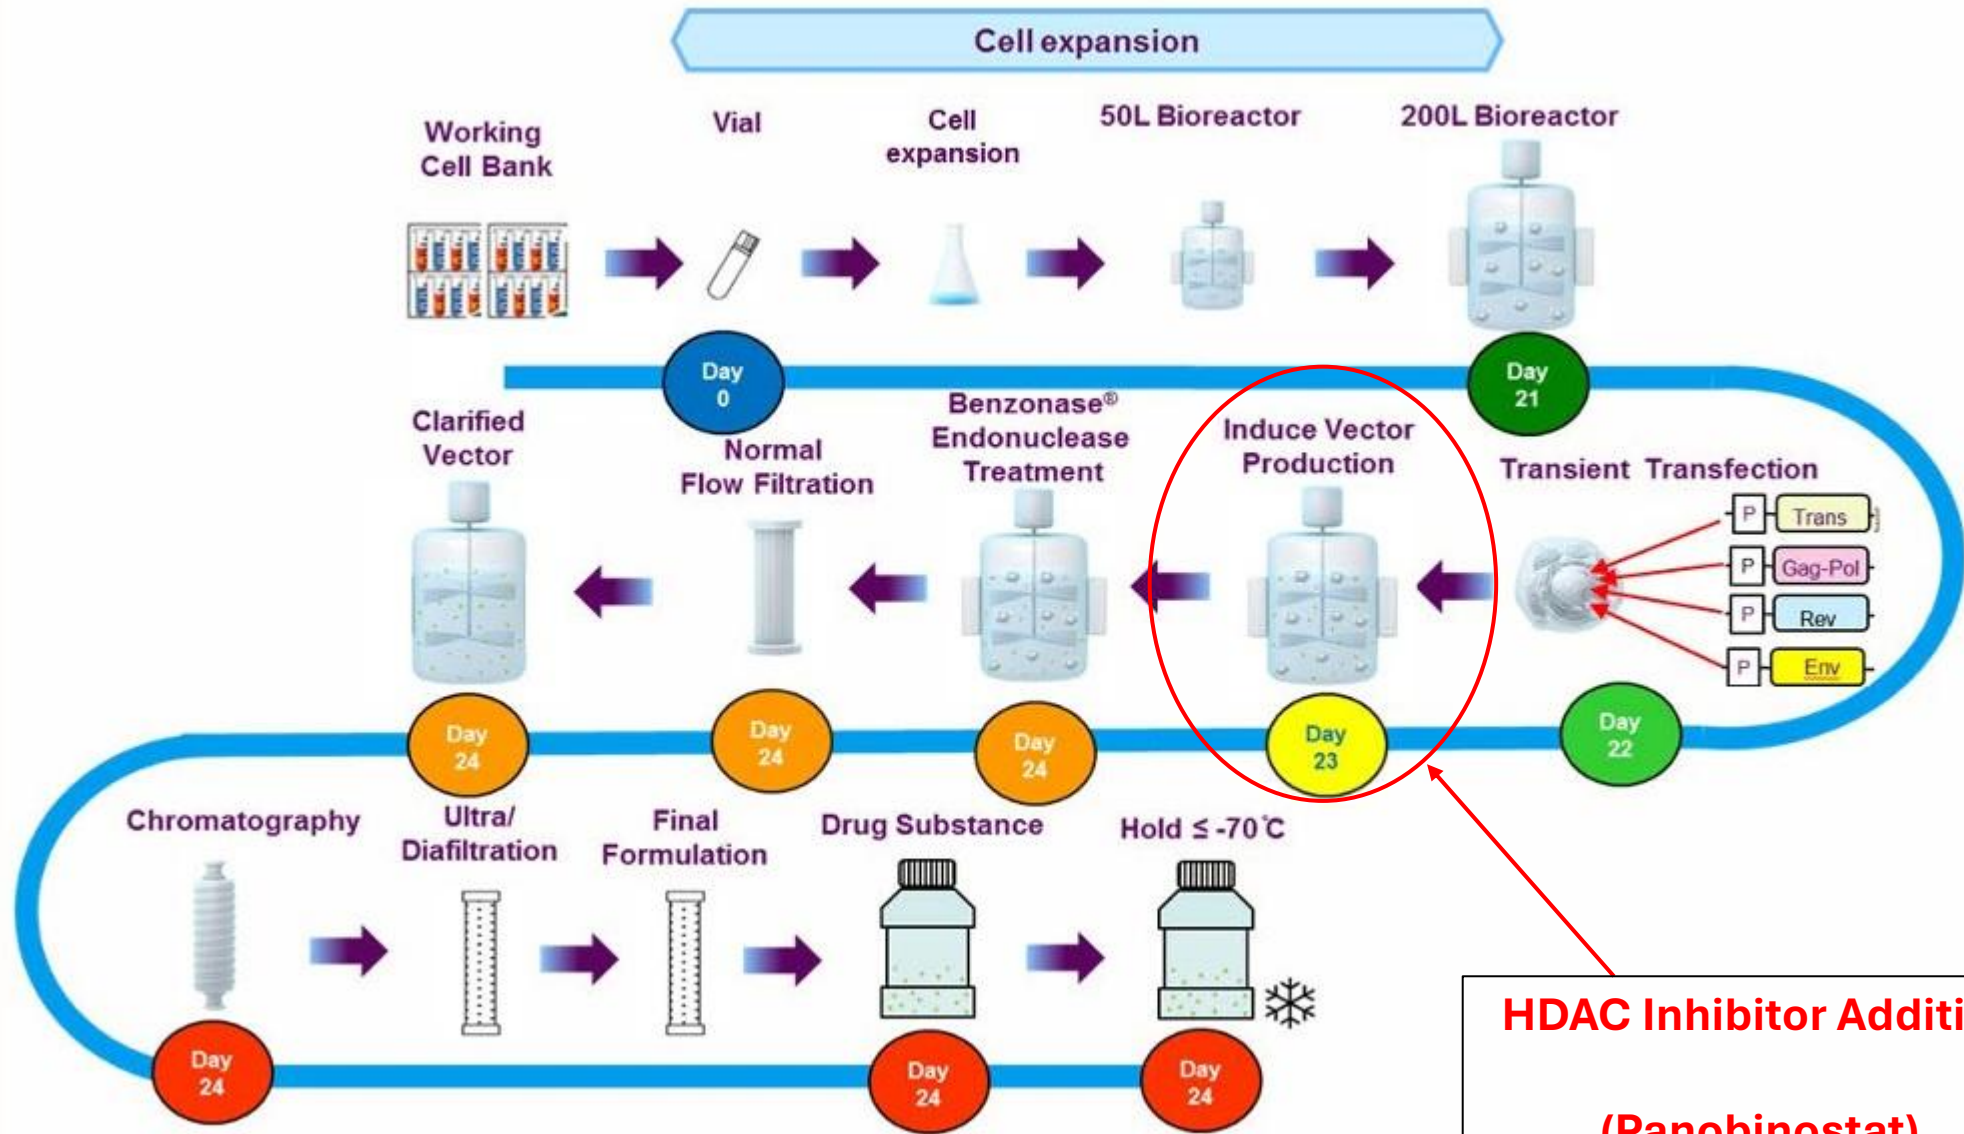 Cell expansion
Working
Cell Bank
Vial
Cell
expansion
50L Bioreactor
200L Bioreactor
Day
0
Day
21
Clarified
Vector
Normal
Flow Filtration
Benzonase®
Endonuclease
Treatment
Induce Vector
Production
Transient Transfection
P
Trans
P
Gag-Pol
P
Rev
P
Env
Day
24
Day
24
Day
24
Day
23
Day
22
Chromatography
Ultra/
Diafiltration
Final
Formulation
Drug Substance
Hold ≤ -70℃
Day
24
Day
24
Day
24
HDAC Inhibitor Additi
(Panobinostat)